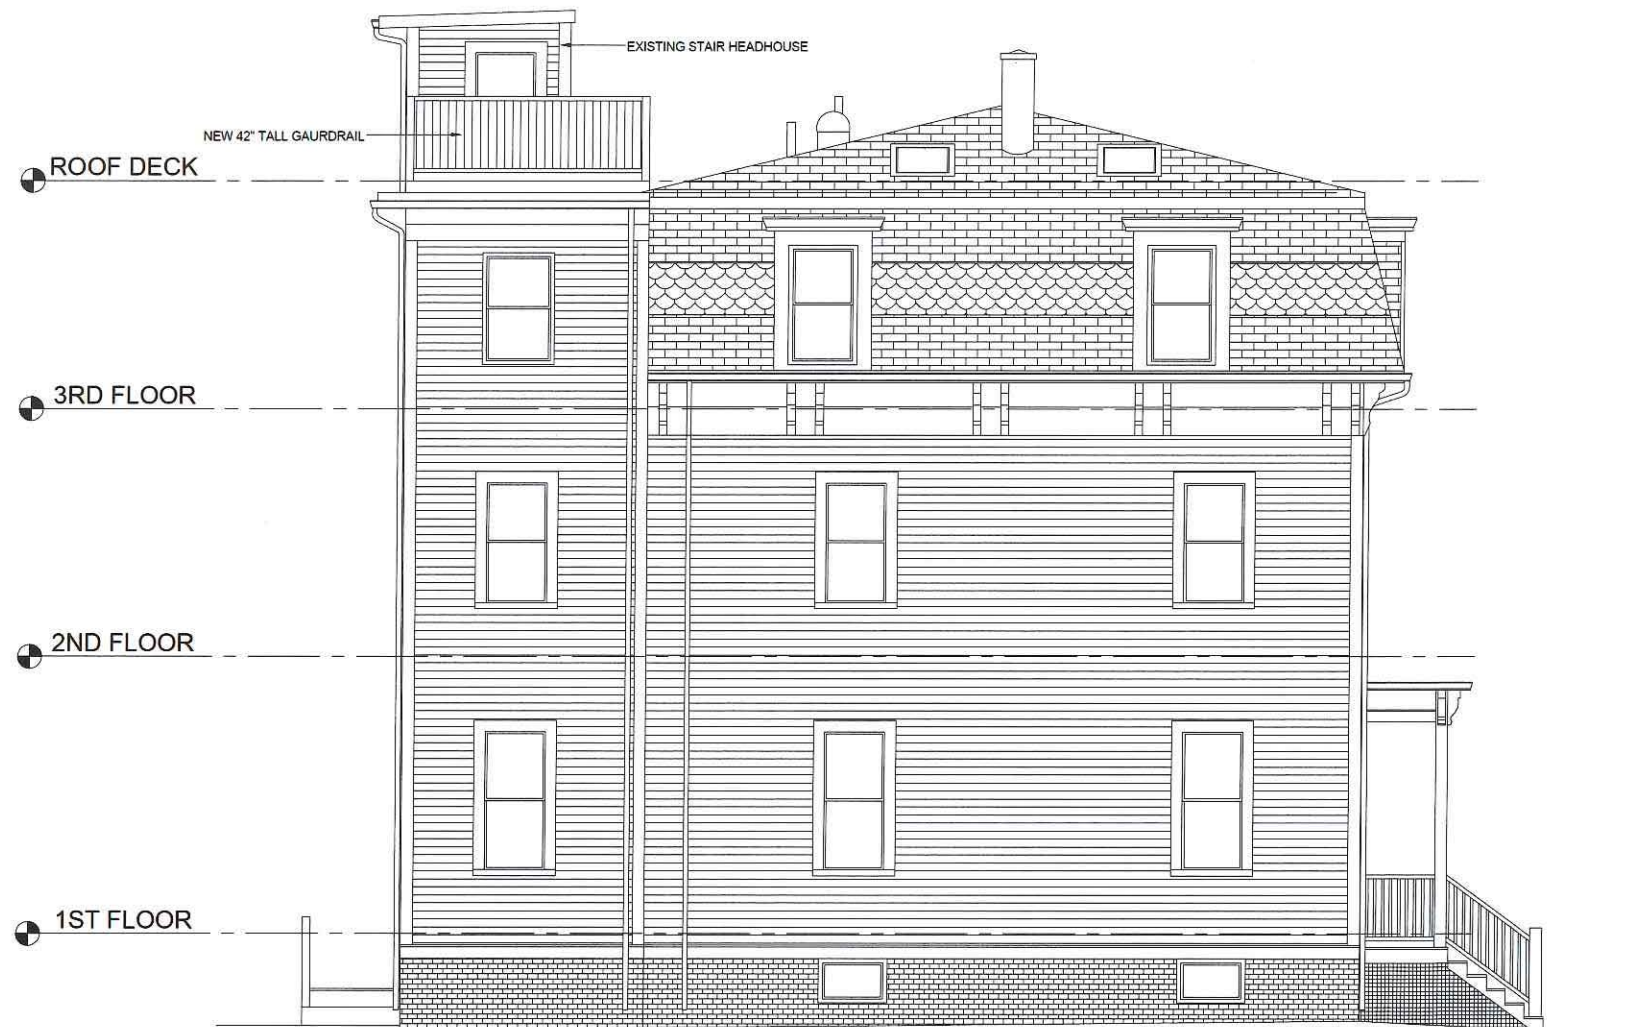 EXISTING STAIR HEADHOUSE
NEW 42" TALL GAURDRAIL
ROOF DECK
3RD FLOOR
2ND FLOOR
1ST FLOOR